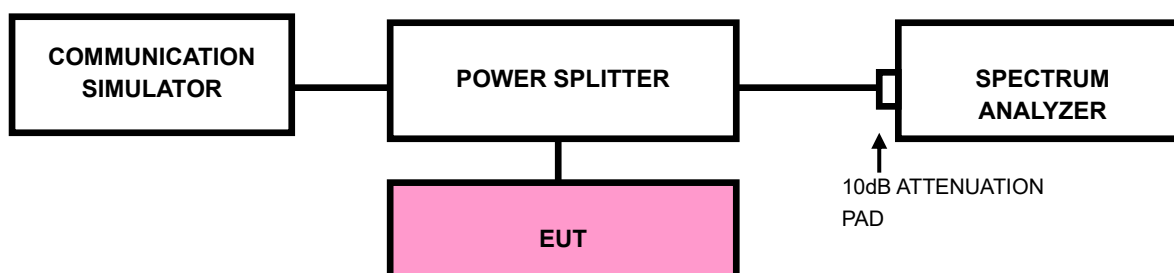 COMMUNICATION
SIMULATOR
POWER SPLITTER
SPECTRUM
ANALYZER
10dB ATTENUATION
PAD
EUT